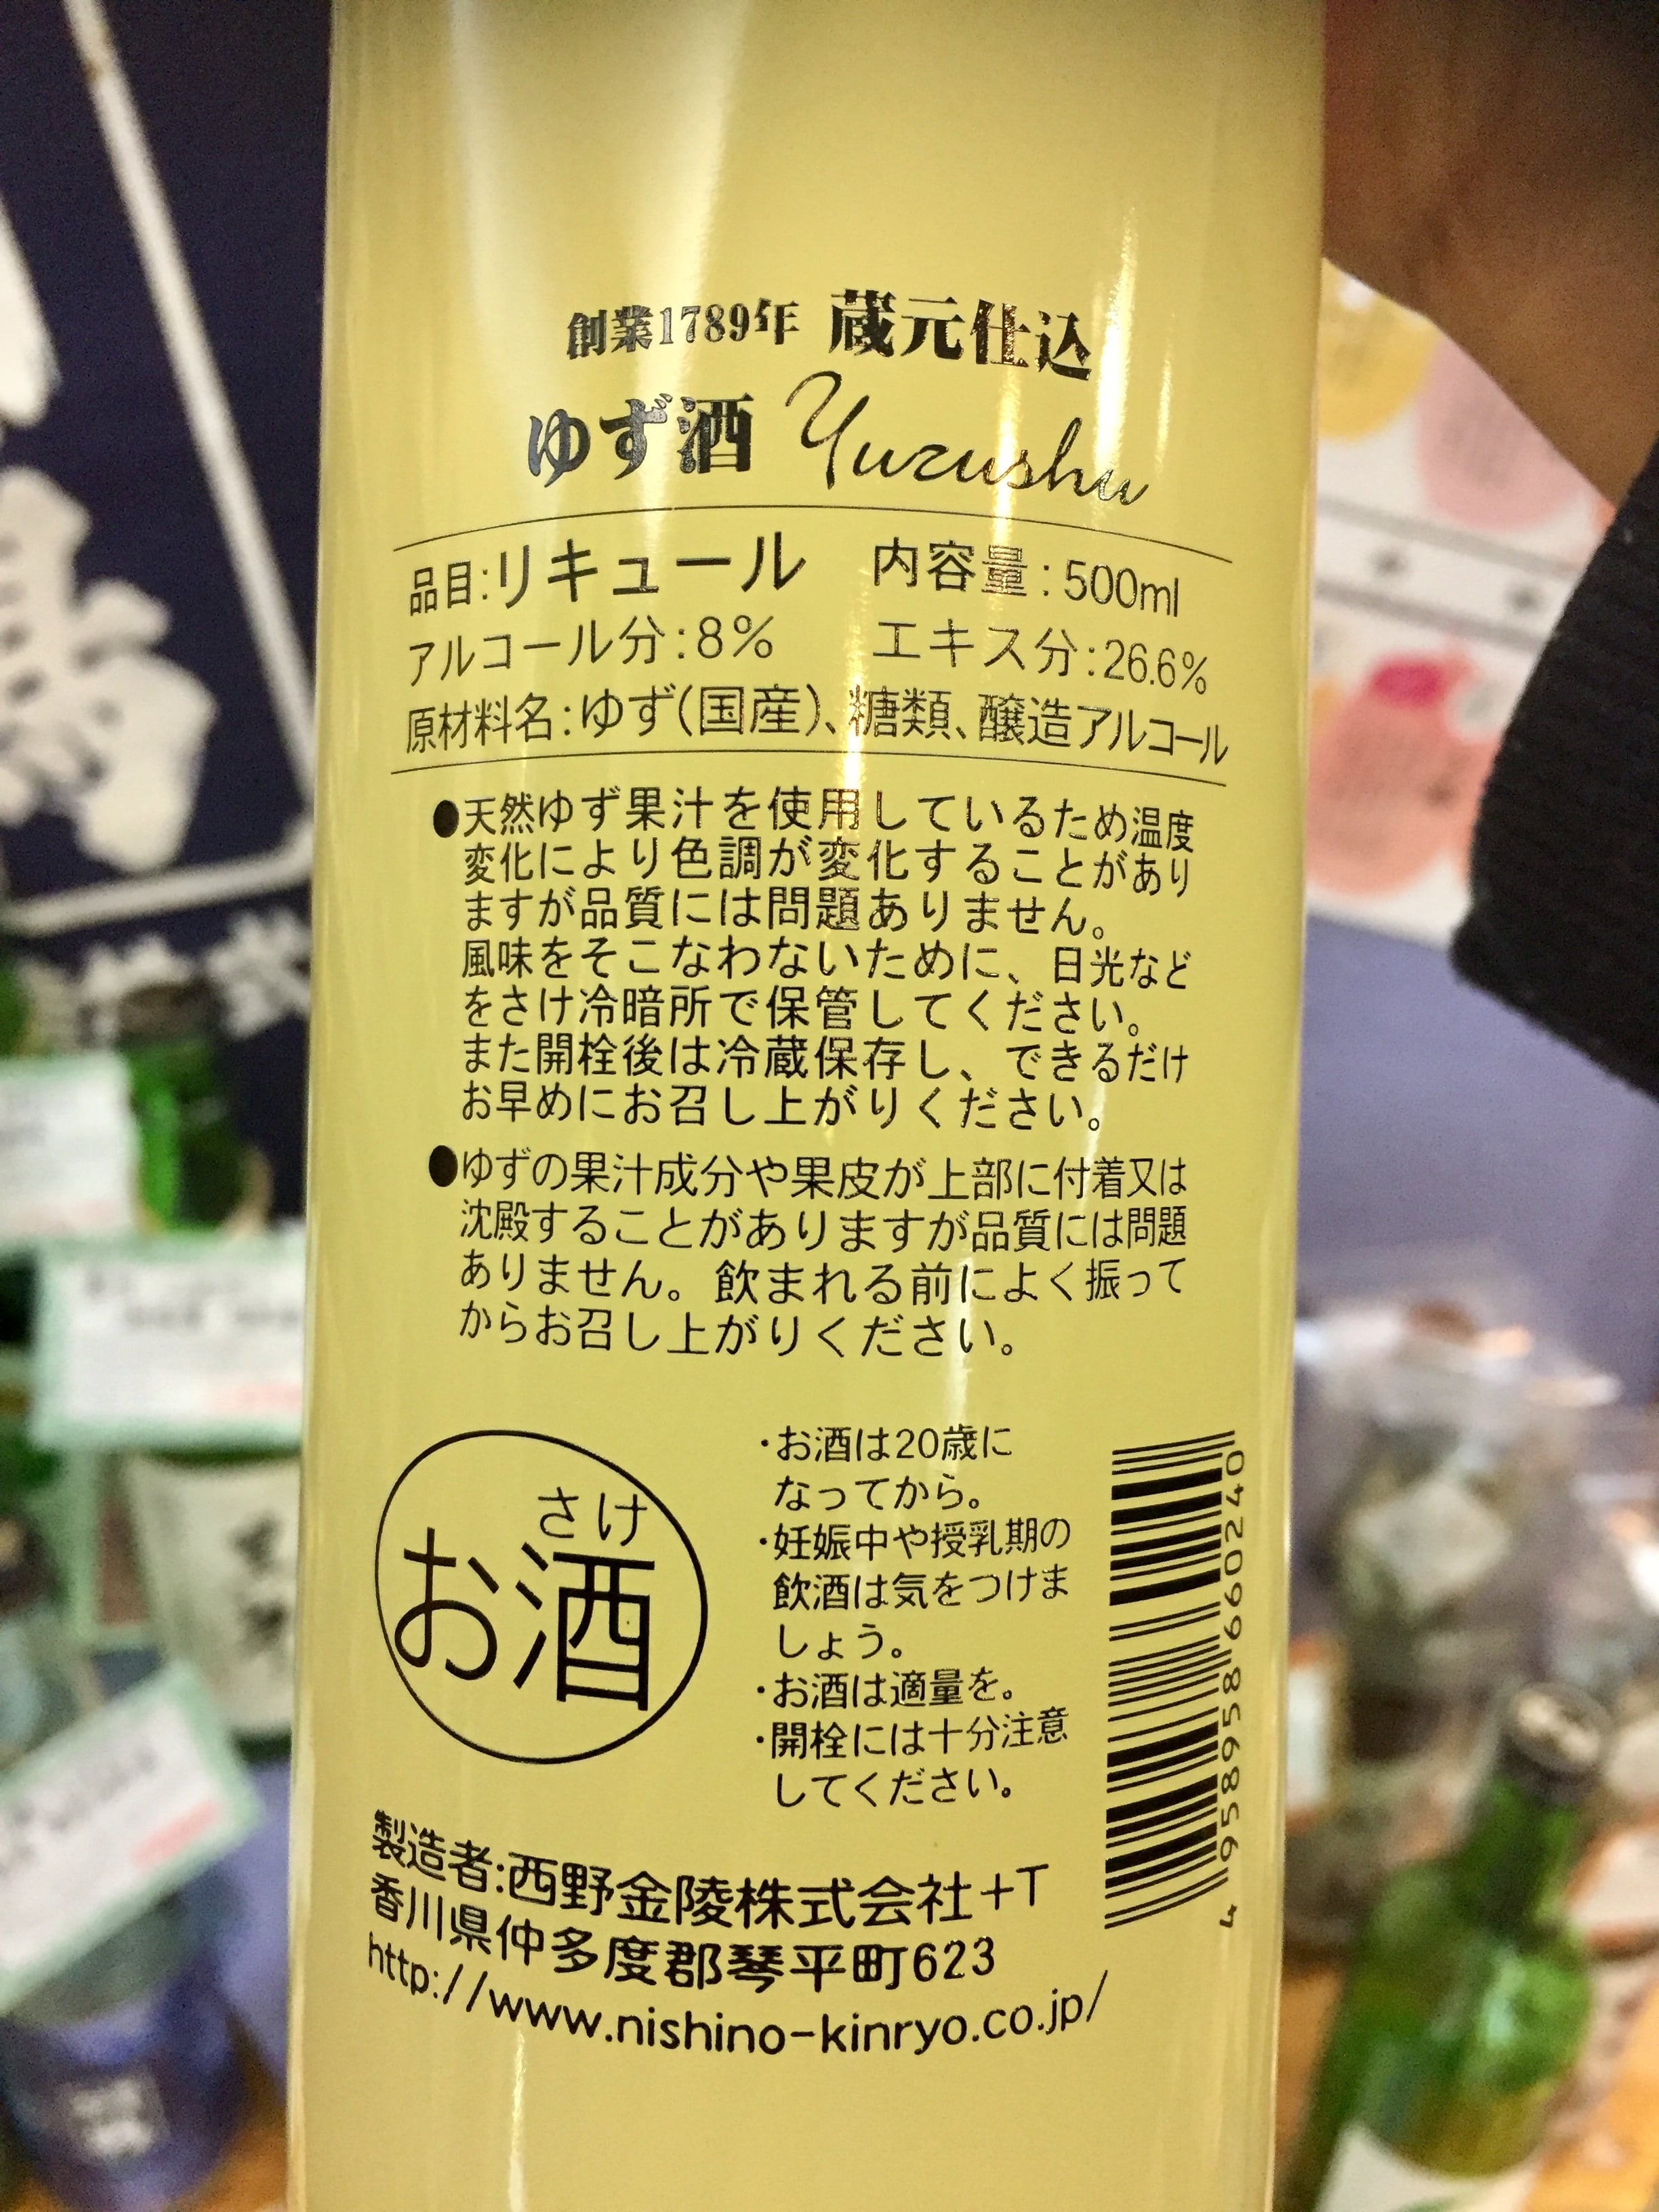 創業1789年 蔵元仕込
ゆず酒 Yuzushu
品目:リキュール 内容量:500ml
アルコール分:8% エキス分:26.6%
原材料名:ゆず(国産)、糖類、醸造アルコール
●天然ゆず果汁を使用しているため温度
変化により色調が変化することがあり
ますが品質には問題ありません。
風味をそこなわないために、日光など
をさけ冷暗所で保管してください。
また開栓後は冷蔵保存し、できるだけ
お早めにお召し上がりください。
●ゆずの果汁成分や果皮が上部に付着又は
沈殿することがありますが品質には問題
ありません。飲まれる前によく振って
からお召し上がりください。
さけ
お酒
・お酒は20歳に
なってから。
・妊娠中や授乳期の
飲酒は気をつけま
しょう。
・お酒は適量を。
・開栓には十分注意
してください。
4 958958 660240
製造者:西野金陵株式会社+T
香川県仲多度郡琴平町623
http://www.nishino-kinryo.co.jp/